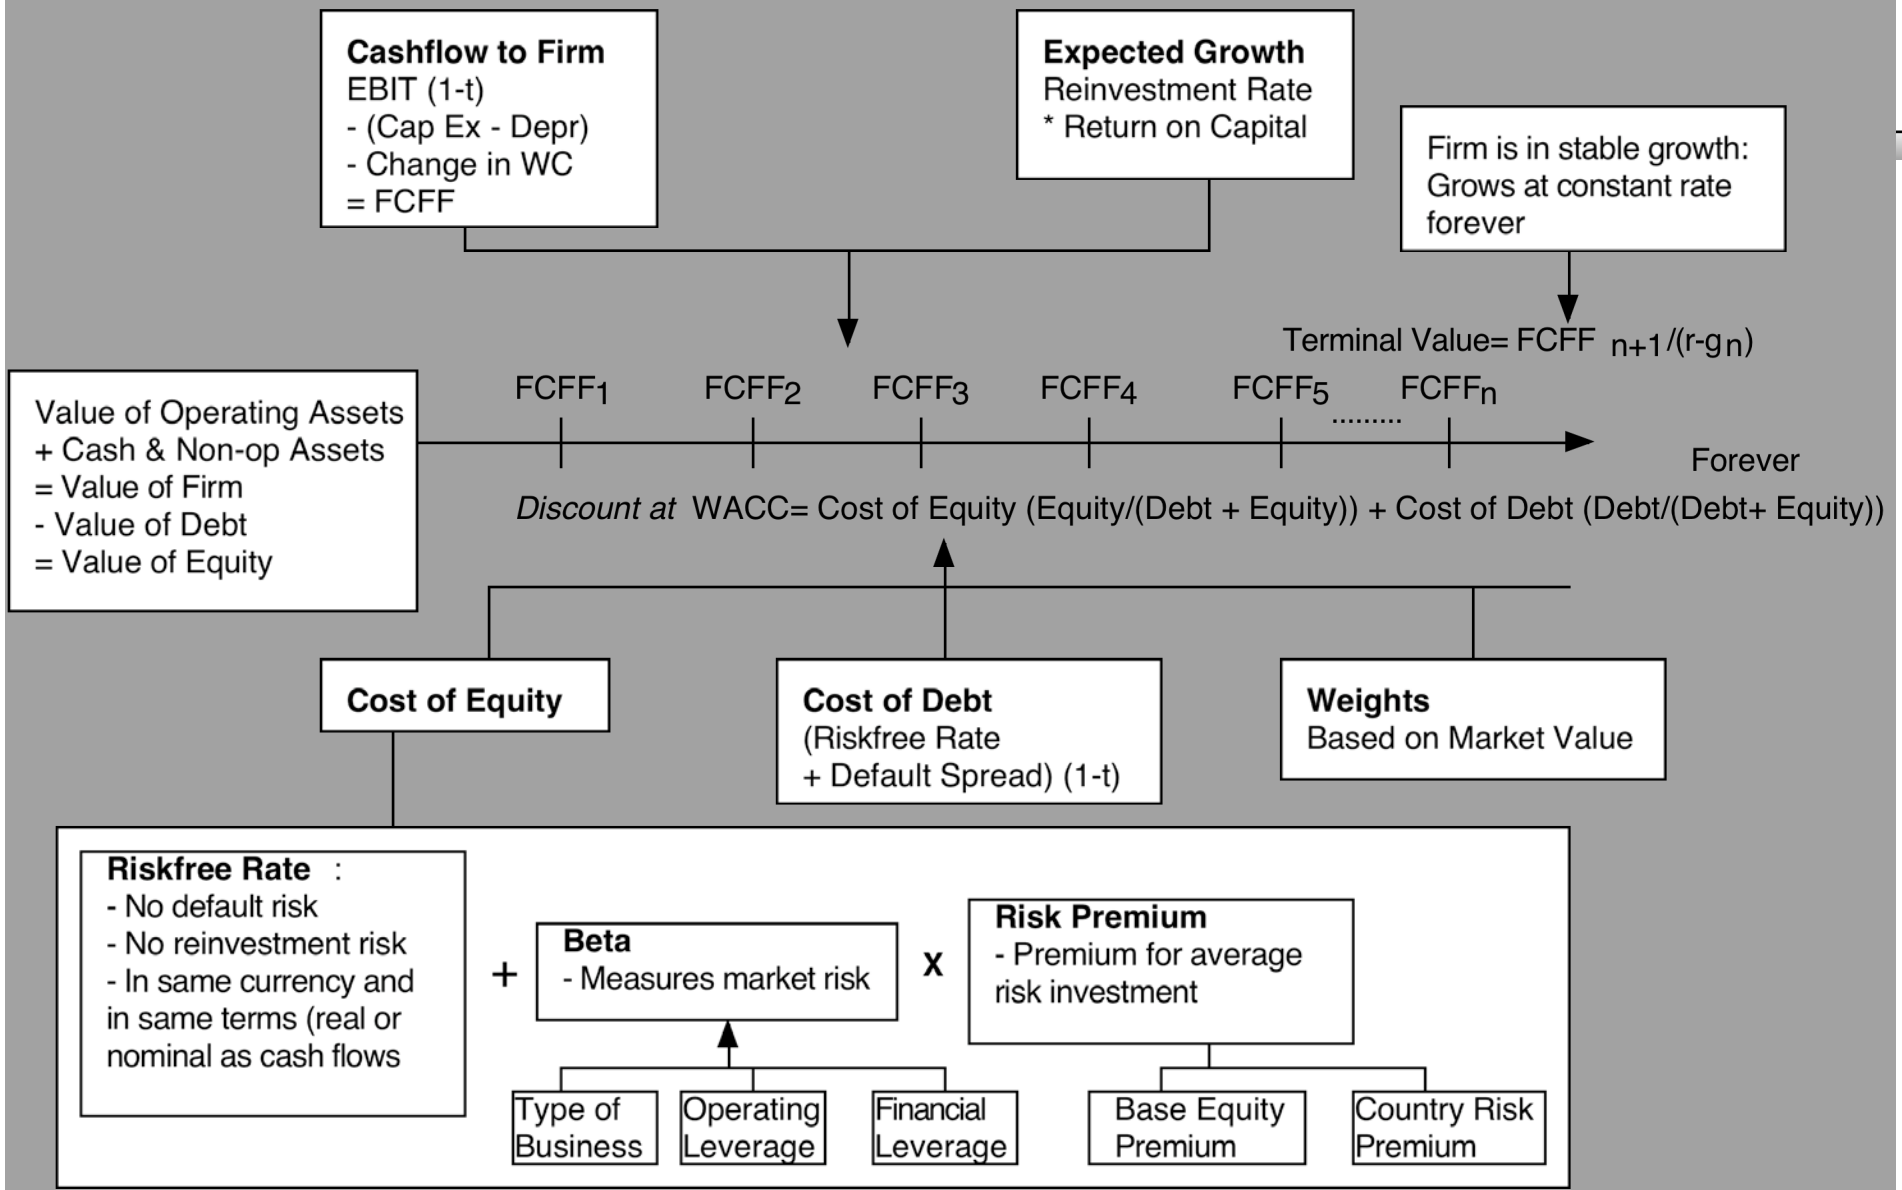 Cashflow to Firm
EBIT (1-t)
- (Cap Ex - Depr)
- Change in WC
= FCFF
Expected Growth
Reinvestment Rate
* Return on Capital
Firm is in stable growth:
Grows at constant rate
forever
Terminal Value= FCFF n+1/(r-gn)
FCFF1 FCFF2 FCFF3 FCFF4 FCFF5 ......... FCFFn
Forever
Value of Operating Assets
+ Cash & Non-op Assets
= Value of Firm
- Value of Debt
= Value of Equity
Discount at WACC= Cost of Equity (Equity/(Debt + Equity)) + Cost of Debt (Debt/(Debt+ Equity))
Cost of Equity
Cost of Debt
(Riskfree Rate
+ Default Spread) (1-t)
Weights
Based on Market Value
Riskfree Rate :
- No default risk
- No reinvestment risk
- In same currency and
in same terms (real or
nominal as cash flows
+
Beta
- Measures market risk
X
Risk Premium
- Premium for average
risk investment
Type of
Business
Operating
Leverage
Financial
Leverage
Base Equity
Premium
Country Risk
Premium